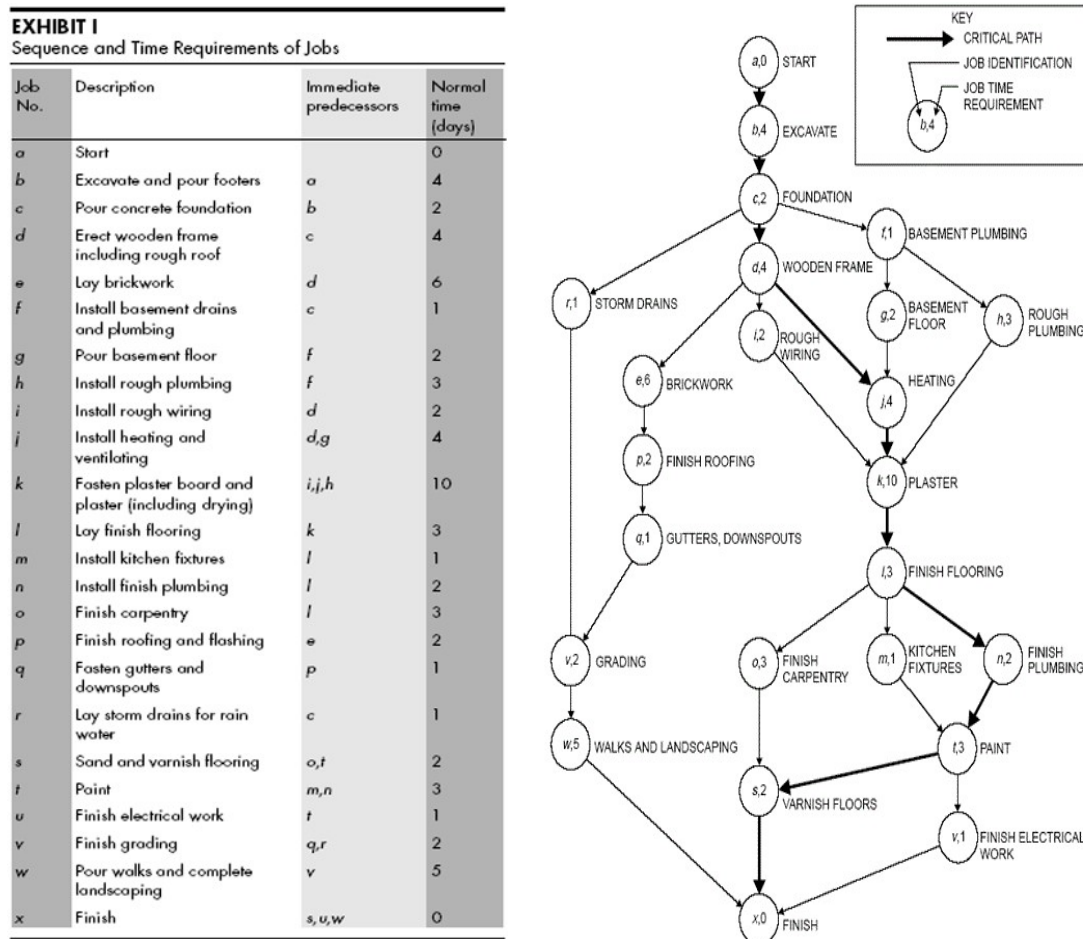 EXHIBIT I
Sequence and Time Requirements of Jobs
Job No. Description Immediate predecessors Normal time (days)
a Start 0
b Excavate and pour footers a 4
c Pour concrete foundation b 2
d Erect wooden frame including rough roof c 4
e Lay brickwork d 6
f Install basement drains and plumbing c 1
g Pour basement floor f 2
h Install rough plumbing f 3
i Install rough wiring d 2
j Install heating and ventilating d,g 4
k Fasten plaster board and plaster (including drying) i,j,h 10
l Lay finish flooring k 3
m Install kitchen fixtures l 1
n Install finish plumbing l 2
o Finish carpentry l 3
p Finish roofing and flashing e 2
q Fasten gutters and downspouts p 1
r Lay storm drains for rain water c 1
s Sand and varnish flooring o,t 2
t Paint m,n 3
u Finish electrical work t 1
v Finish grading q,r 2
w Pour walks and complete landscaping v 5
x Finish s,u,w 0
KEY
CRITICAL PATH
JOB IDENTIFICATION
JOB TIME
REQUIREMENT
b,4
a,0 START
b,4 EXCAVATE
c,2 FOUNDATION
f,1 BASEMENT PLUMBING
d,4 WOODEN FRAME
r,1 STORM DRAINS
i,2 ROUGH
WIRING
g,2 BASEMENT
FLOOR
h,3 ROUGH
PLUMBING
e,6 BRICKWORK
HEATING
j,4
p,2 FINISH ROOFING
k,10 PLASTER
q,1 GUTTERS, DOWNSPOUTS
l,3 FINISH FLOORING
v,2 GRADING
o,3 FINISH
CARPENTRY
m,1 KITCHEN
FIXTURES
n,2 FINISH
PLUMBING
w,5 WALKS AND LANDSCAPING
t,3 PAINT
s,2 VARNISH FLOORS
v,1 FINISH ELECTRICAL
WORK
x,0 FINISH